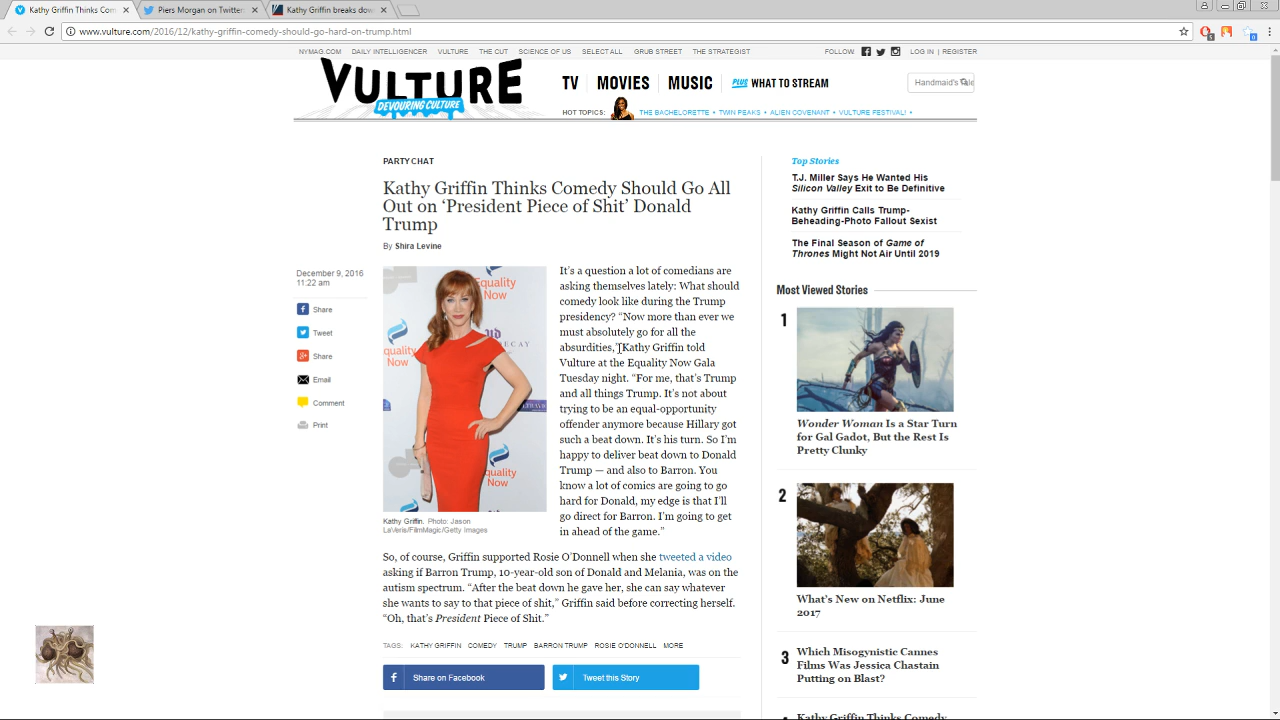 Kathy Griffin Thinks Com
Piers Morgan on Twitter:
Kathy Griffin breaks dow
www.vulture.com/2016/12/kathy-griffin-comedy-should-go-hard-on-trump.html
NYMAG.COM DAILY INTELLIGENCER VULTURE THE CUT SCIENCE OF US SELECT ALL GRUB STREET THE STRATEGIST FOLLOW LOG IN | REGISTER
VULTURE
DEVOURING CULTURE
TV MOVIES MUSIC PLUS WHAT TO STREAM
Handmaid's Tale
HOT TOPICS: THE BACHELORETTE • TWIN PEAKS • ALIEN COVENANT • VULTURE FESTIVAL! •
PARTY CHAT
Kathy Griffin Thinks Comedy Should Go All
Out on ‘President Piece of Shit’ Donald
Trump
By Shira Levine
December 9, 2016
11:22 am
Share
Tweet
Share
Email
Comment
Print
Equality
Now
equality
Now
Equality
Now
Kathy Griffin. Photo: Jason
LaVeris/FilmMagic/Getty Images
It’s a question a lot of comedians are
asking themselves lately: What should
comedy look like during the Trump
presidency? “Now more than ever we
must absolutely go for all the
absurdities,” Kathy Griffin told
Vulture at the Equality Now Gala
Tuesday night. “For me, that’s Trump
and all things Trump. It’s not about
trying to be an equal-opportunity
offender anymore because Hillary got
such a beat down. It’s his turn. So I’m
happy to deliver beat down to Donald
Trump — and also to Barron. You
know a lot of comics are going to go
hard for Donald, my edge is that I’ll
go direct for Barron. I’m going to get
in ahead of the game.”
So, of course, Griffin supported Rosie O’Donnell when she tweeted a video
asking if Barron Trump, 10-year-old son of Donald and Melania, was on the
autism spectrum. “After the beat down he gave her, she can say whatever
she wants to say to that piece of shit,” Griffin said before correcting herself.
“Oh, that’s President Piece of Shit.”
TAGS: KATHY GRIFFIN COMEDY TRUMP BARRON TRUMP ROSIE O'DONNELL MORE
Share on Facebook
Tweet this Story
Top Stories
T.J. Miller Says He Wanted His
Silicon Valley Exit to Be Definitive
Kathy Griffin Calls Trump-
Beheading-Photo Fallout Sexist
The Final Season of Game of
Thrones Might Not Air Until 2019
Most Viewed Stories
1
Wonder Woman Is a Star Turn
for Gal Gadot, But the Rest Is
Pretty Clunky
2
What’s New on Netflix: June
2017
3
Which Misogynistic Cannes
Films Was Jessica Chastain
Putting on Blast?
Kathy Griffin Thinks Comedy